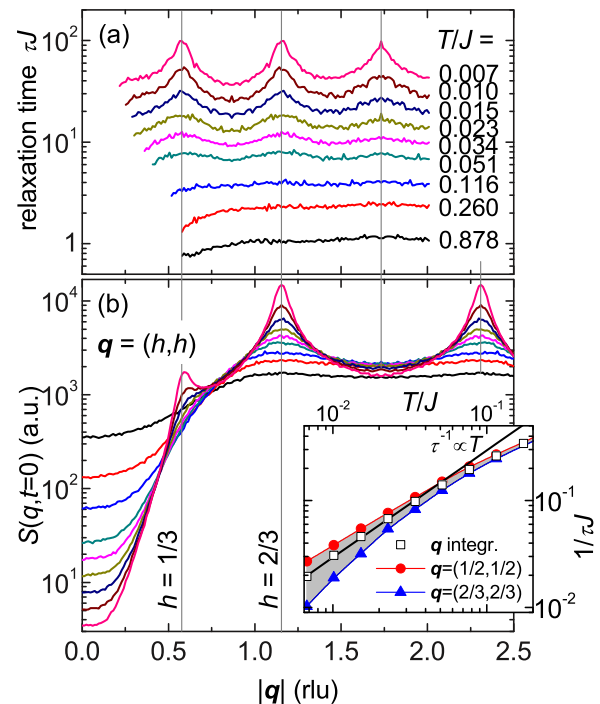 (a)
T/J =
0.007
0.010
0.015
0.023
0.034
0.051
0.116
0.260
0.878
relaxation time τJ
10²
10¹
1
(b)
q = (h,h)
S(q,t=0) (a.u.)
10⁴
10³
10²
10¹
h = 1/3
h = 2/3
T/J
10⁻²
10⁻¹
τ⁻¹∝T
10⁻¹
10⁻²
1/τJ
q integr.
q=(1/2,1/2)
q=(2/3,2/3)
0.0
0.5
1.0
1.5
2.0
2.5
|q| (rlu)